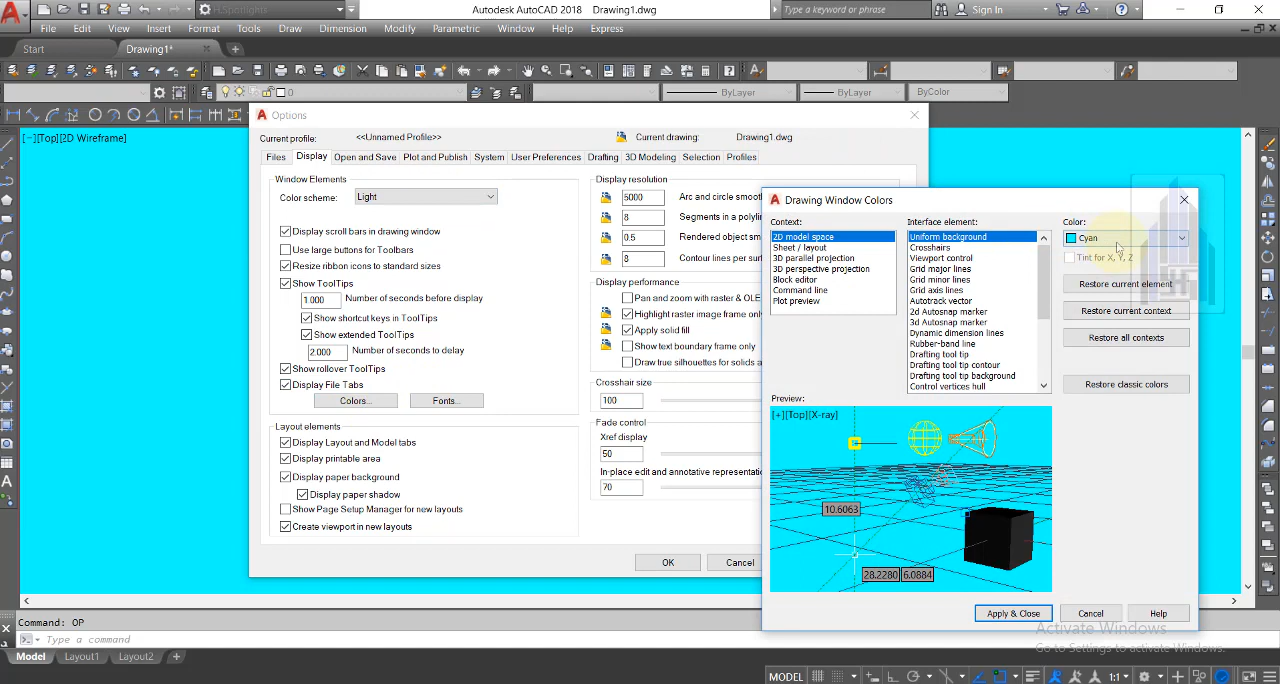 H.Spotlights
Autodesk AutoCAD 2018 Drawing1.dwg
Type a keyword or phrase
Sign In
File Edit View Insert Format Tools Draw Dimension Modify Parametric Window Help Express
Start
Drawing1*
0
ByLayer
ByLayer
ByColor
[−][Top][2D Wireframe]
Options
Current profile:
<<Unnamed Profile>>
Current drawing:
Drawing1.dwg
Files Display Open and Save Plot and Publish System User Preferences Drafting 3D Modeling Selection Profiles
Window Elements
Color scheme:
Light
Display scroll bars in drawing window
Use large buttons for Toolbars
Resize ribbon icons to standard sizes
Show ToolTips
1.000
Number of seconds before display
Show shortcut keys in ToolTips
Show extended ToolTips
2.000
Number of seconds to delay
Show rollover ToolTips
Display File Tabs
Colors...
Fonts...
Layout elements
Display Layout and Model tabs
Display printable area
Display paper background
Display paper shadow
Show Page Setup Manager for new layouts
Create viewport in new layouts
Display resolution
5000
Arc and circle smoot
8
Segments in a polylin
0.5
Rendered object sm
8
Contour lines per surf
Display performance
Pan and zoom with raster & OLE
Highlight raster image frame only
Apply solid fill
Show text boundary frame only
Draw true silhouettes for solids a
Crosshair size
100
Fade control
Xref display
50
In-place edit and annotative representatio
70
OK
Cancel
Drawing Window Colors
Context:
2D model space
Sheet / layout
3D parallel projection
3D perspective projection
Block editor
Command line
Plot preview
Interface element:
Uniform background
Crosshairs
Viewport control
Grid major lines
Grid minor lines
Grid axis lines
Autotrack vector
2d Autosnap marker
3d Autosnap marker
Dynamic dimension lines
Rubber-band line
Drafting tool tip
Drafting tool tip contour
Drafting tool tip background
Control vertices hull
Color:
Cyan
Tint for X, Y, Z
Restore current element
Restore current context
Restore all contexts
Restore classic colors
Preview:
[+][Top][X-ray]
10.6063
28.2280 6.0884
Apply & Close
Cancel
Help
Activate Windows
Go to Settings to activate Windows.
Command: OP
Type a command
Model Layout1 Layout2
MODEL
1:1